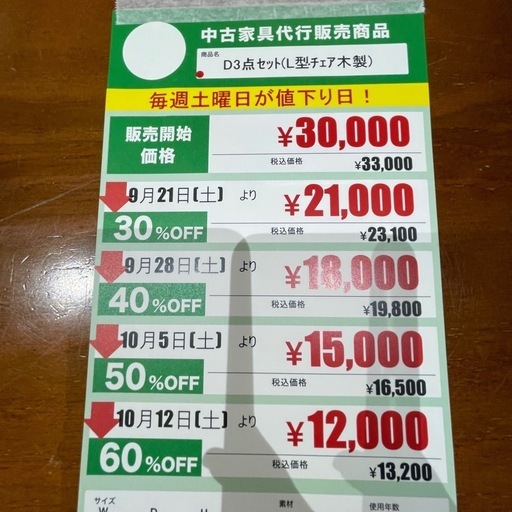 中古家具代行販売商品
商品名
D3点セット(L型チェア木製)
毎週土曜日が値下り日！
販売開始
価格
¥30,000
税込価格 ¥33,000
9月21日(土) より ¥21,000
30%OFF 税込価格 ¥23,100
9月28日(土) より ¥18,000
40%OFF 税込価格 ¥19,800
10月5日(土) より ¥15,000
50%OFF 税込価格 ¥16,500
10月12日(土) より ¥12,000
60%OFF 税込価格 ¥13,200
サイズ 素材 使用年数
W D H